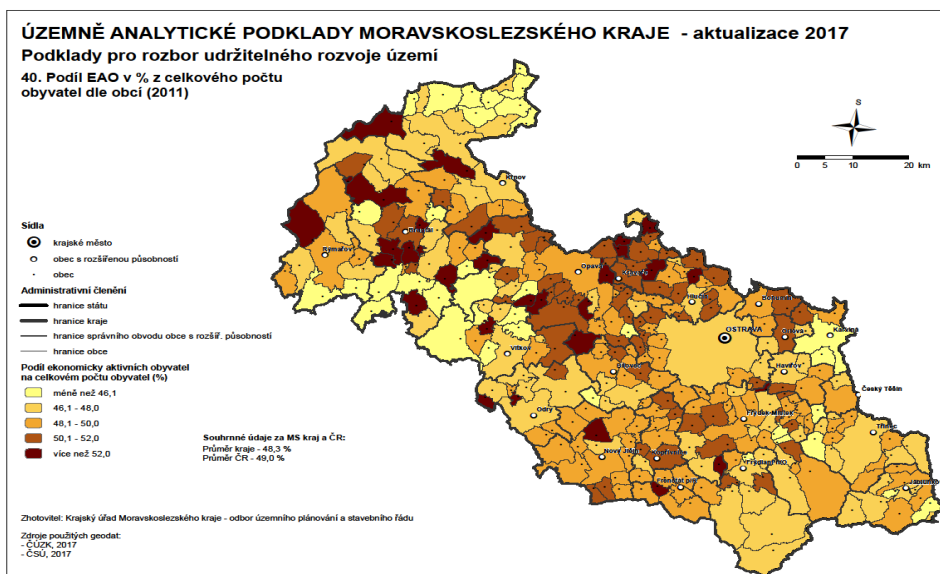 ÚZEMNĚ ANALYTICKÉ PODKLADY MORAVSKOSLEZSKÉHO KRAJE - aktualizace 2017
Podklady pro rozbor udržitelného rozvoje území
40. Podíl EAO v % z celkového počtu
obyvatel dle obcí (2011)
S
0 5 10 20 km
Krnov
Sídla
krajské město
obec s rozšířenou působností
obec
Bruntál
Rýmařov
Opava
Kravaře
Hlučín
Bohumín
Administrativní členění
hranice státu
hranice kraje
hranice správního obvodu obce s rozšíř. působností
hranice obce
OSTRAVA
Orlová
Karviná
Vítkov
Bílovec
Havířov
Český Těšín
Podíl ekonomicky aktivních obyvatel
na celkovém počtu obyvatel (%)
méně než 46,1
46,1 - 48,0
48,1 - 50,0
50,1 - 52,0
více než 52,0
Odry
Frýdek-Místek
Třinec
Souhrnné údaje za MS kraj a ČR:
Průměr kraje - 48,3 %
Průměr ČR - 49,0 %
Nový Jičín
Kopřivnice
Frýdlant n.O.
Frenštát p.R.
Jablunkov
Zhotovitel: Krajský úřad Moravskoslezského kraje - odbor územního plánování a stavebního řádu
Zdroje použitých geodat:
- ČÚZK, 2017
- ČSÚ, 2017